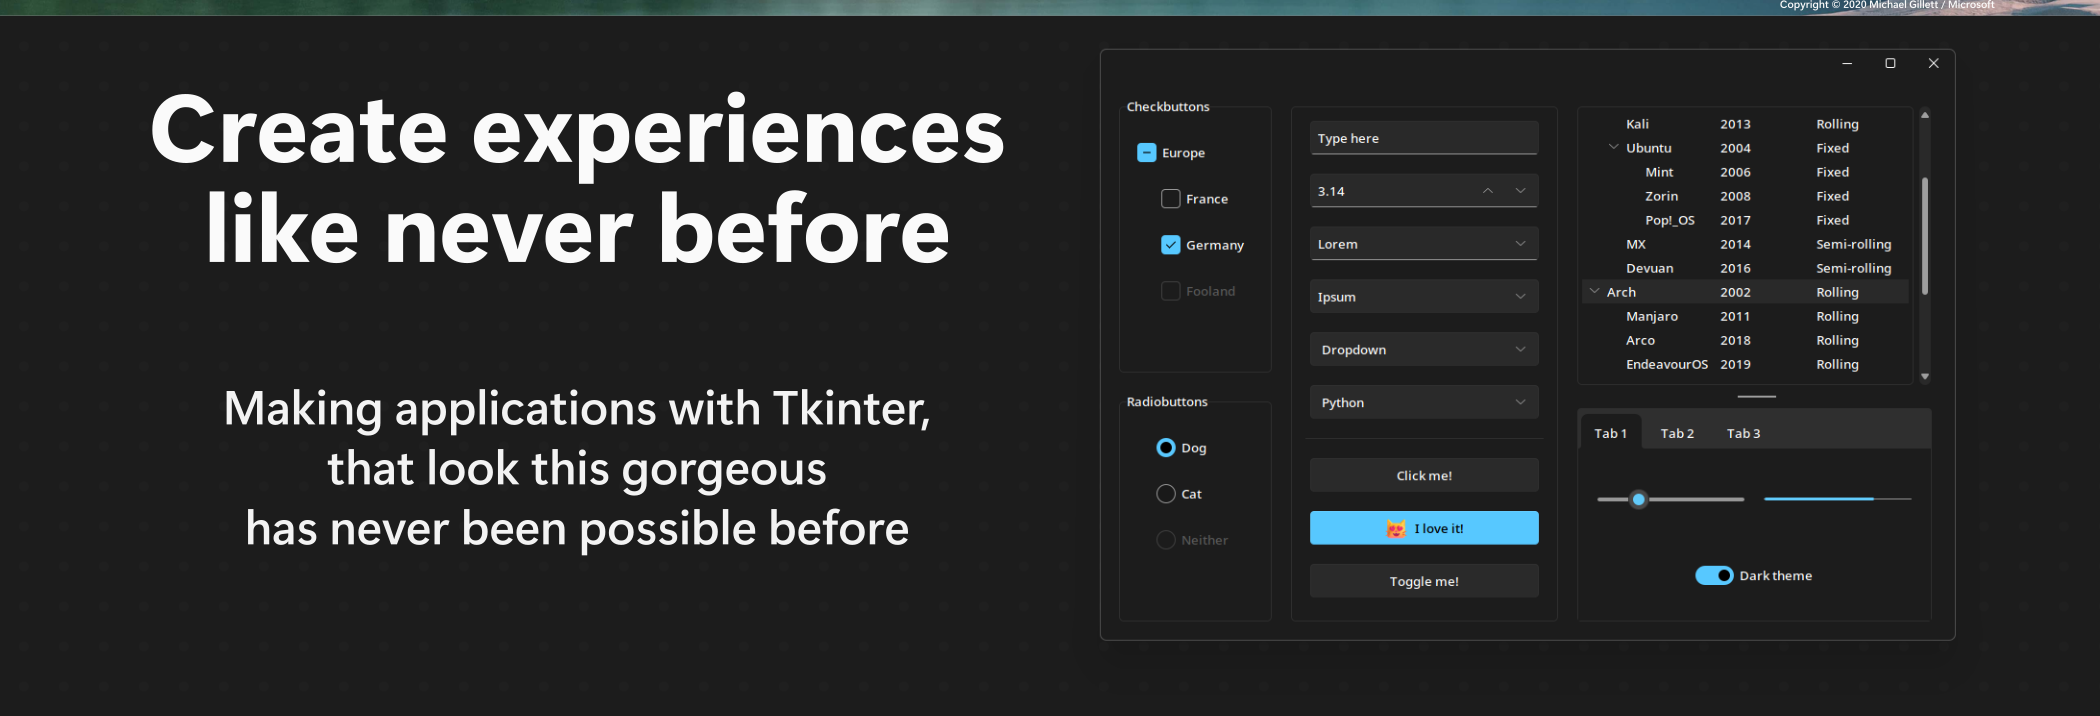 Copyright © 2020 Michael Gillett / Microsoft
Create experiences
like never before
Making applications with Tkinter,
that look this gorgeous
has never been possible before
Checkbuttons
Europe
France
Germany
Fooland
Radiobuttons
Dog
Cat
Neither
Type here
3.14
Lorem
Ipsum
Dropdown
Python
Click me!
I love it!
Toggle me!
Kali 2013 Rolling
Ubuntu 2004 Fixed
Mint 2006 Fixed
Zorin 2008 Fixed
Pop!_OS 2017 Fixed
MX 2014 Semi-rolling
Devuan 2016 Semi-rolling
Arch 2002 Rolling
Manjaro 2011 Rolling
Arco 2018 Rolling
EndeavourOS 2019 Rolling
Tab 1 Tab 2 Tab 3
Dark theme